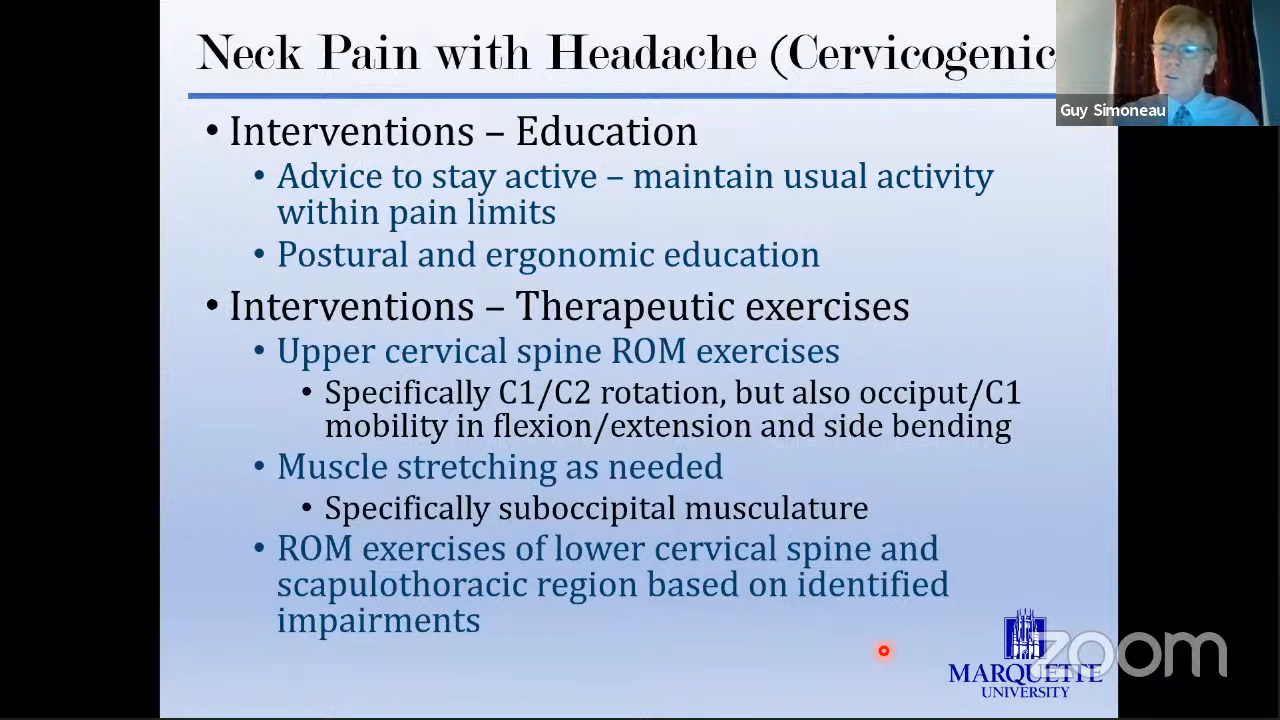 Neck Pain with Headache (Cervicogenic
Guy Simoneau
• Interventions – Education
• Advice to stay active – maintain usual activity
within pain limits
• Postural and ergonomic education
• Interventions – Therapeutic exercises
• Upper cervical spine ROM exercises
• Specifically C1/C2 rotation, but also occiput/C1
mobility in flexion/extension and side bending
• Muscle stretching as needed
• Specifically suboccipital musculature
• ROM exercises of lower cervical spine and
scapulothoracic region based on identified
impairments
zoom
MARQUETTE
UNIVERSITY